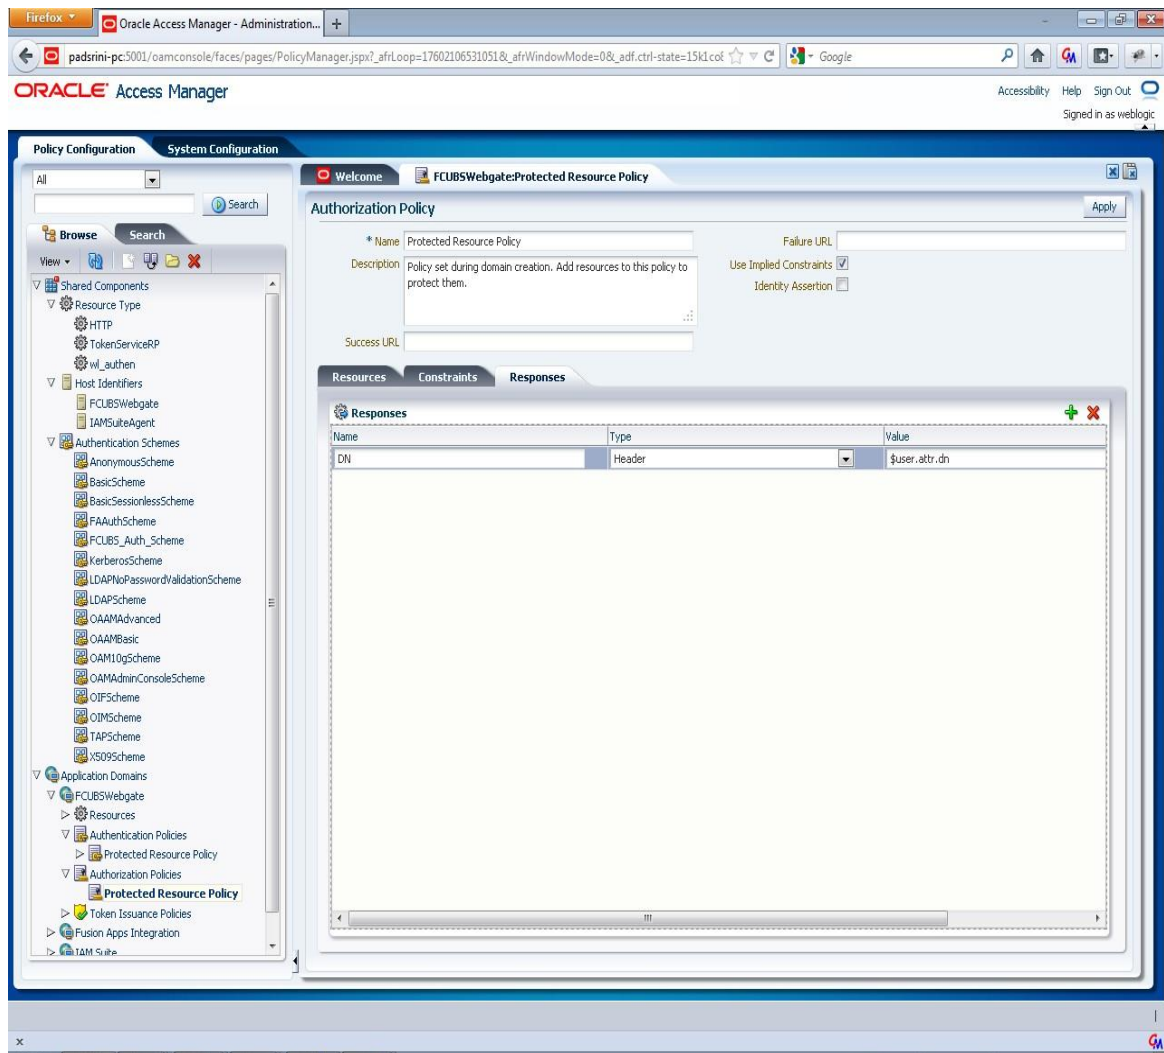 Firefox
Oracle Access Manager - Administration...
padsrini-pc:5001/oamconsole/faces/pages/PolicyManager.jspx?_afrLoop=17602106531051&_afrWindowMode=0&_adf.ctrl-state=15k1co
Google
ORACLE Access Manager
Accessibility Help Sign Out
Signed in as weblogic
Policy Configuration System Configuration
All
Search
Browse Search
View
Shared Components
Resource Type
HTTP
TokenServiceRP
wl_authen
Host Identifiers
FCUBSWebgate
IAMSuiteAgent
Authentication Schemes
AnonymousScheme
BasicScheme
BasicSessionlessScheme
FAAuthScheme
FCUBS_Auth_Scheme
KerberosScheme
LDAPNoPasswordValidationScheme
LDAPScheme
OAAMAdvanced
OAAMBasic
OAM10gScheme
OAMAdminConsoleScheme
OIFScheme
OIMScheme
TAPScheme
X509Scheme
Application Domains
FCUBSWebgate
Resources
Authentication Policies
Protected Resource Policy
Authorization Policies
Protected Resource Policy
Token Issuance Policies
Fusion Apps Integration
IAM Suite
Welcome FCUBSWebgate:Protected Resource Policy
Authorization Policy
Apply
* Name Protected Resource Policy
Description Policy set during domain creation. Add resources to this policy to
protect them.
Success URL
Failure URL
Use Implied Constraints
Identity Assertion
Resources Constraints Responses
Responses
Name Type Value
DN Header $user.attr.dn